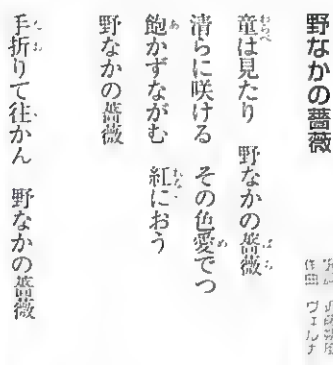 野なかの薔薇
作曲 ヴェルナー
童は見たり 野なかの薔薇
清らに咲ける その色愛でつ
飽かずながむ 紅におう
野なかの薔薇
手折りて往かん 野なかの薔薇